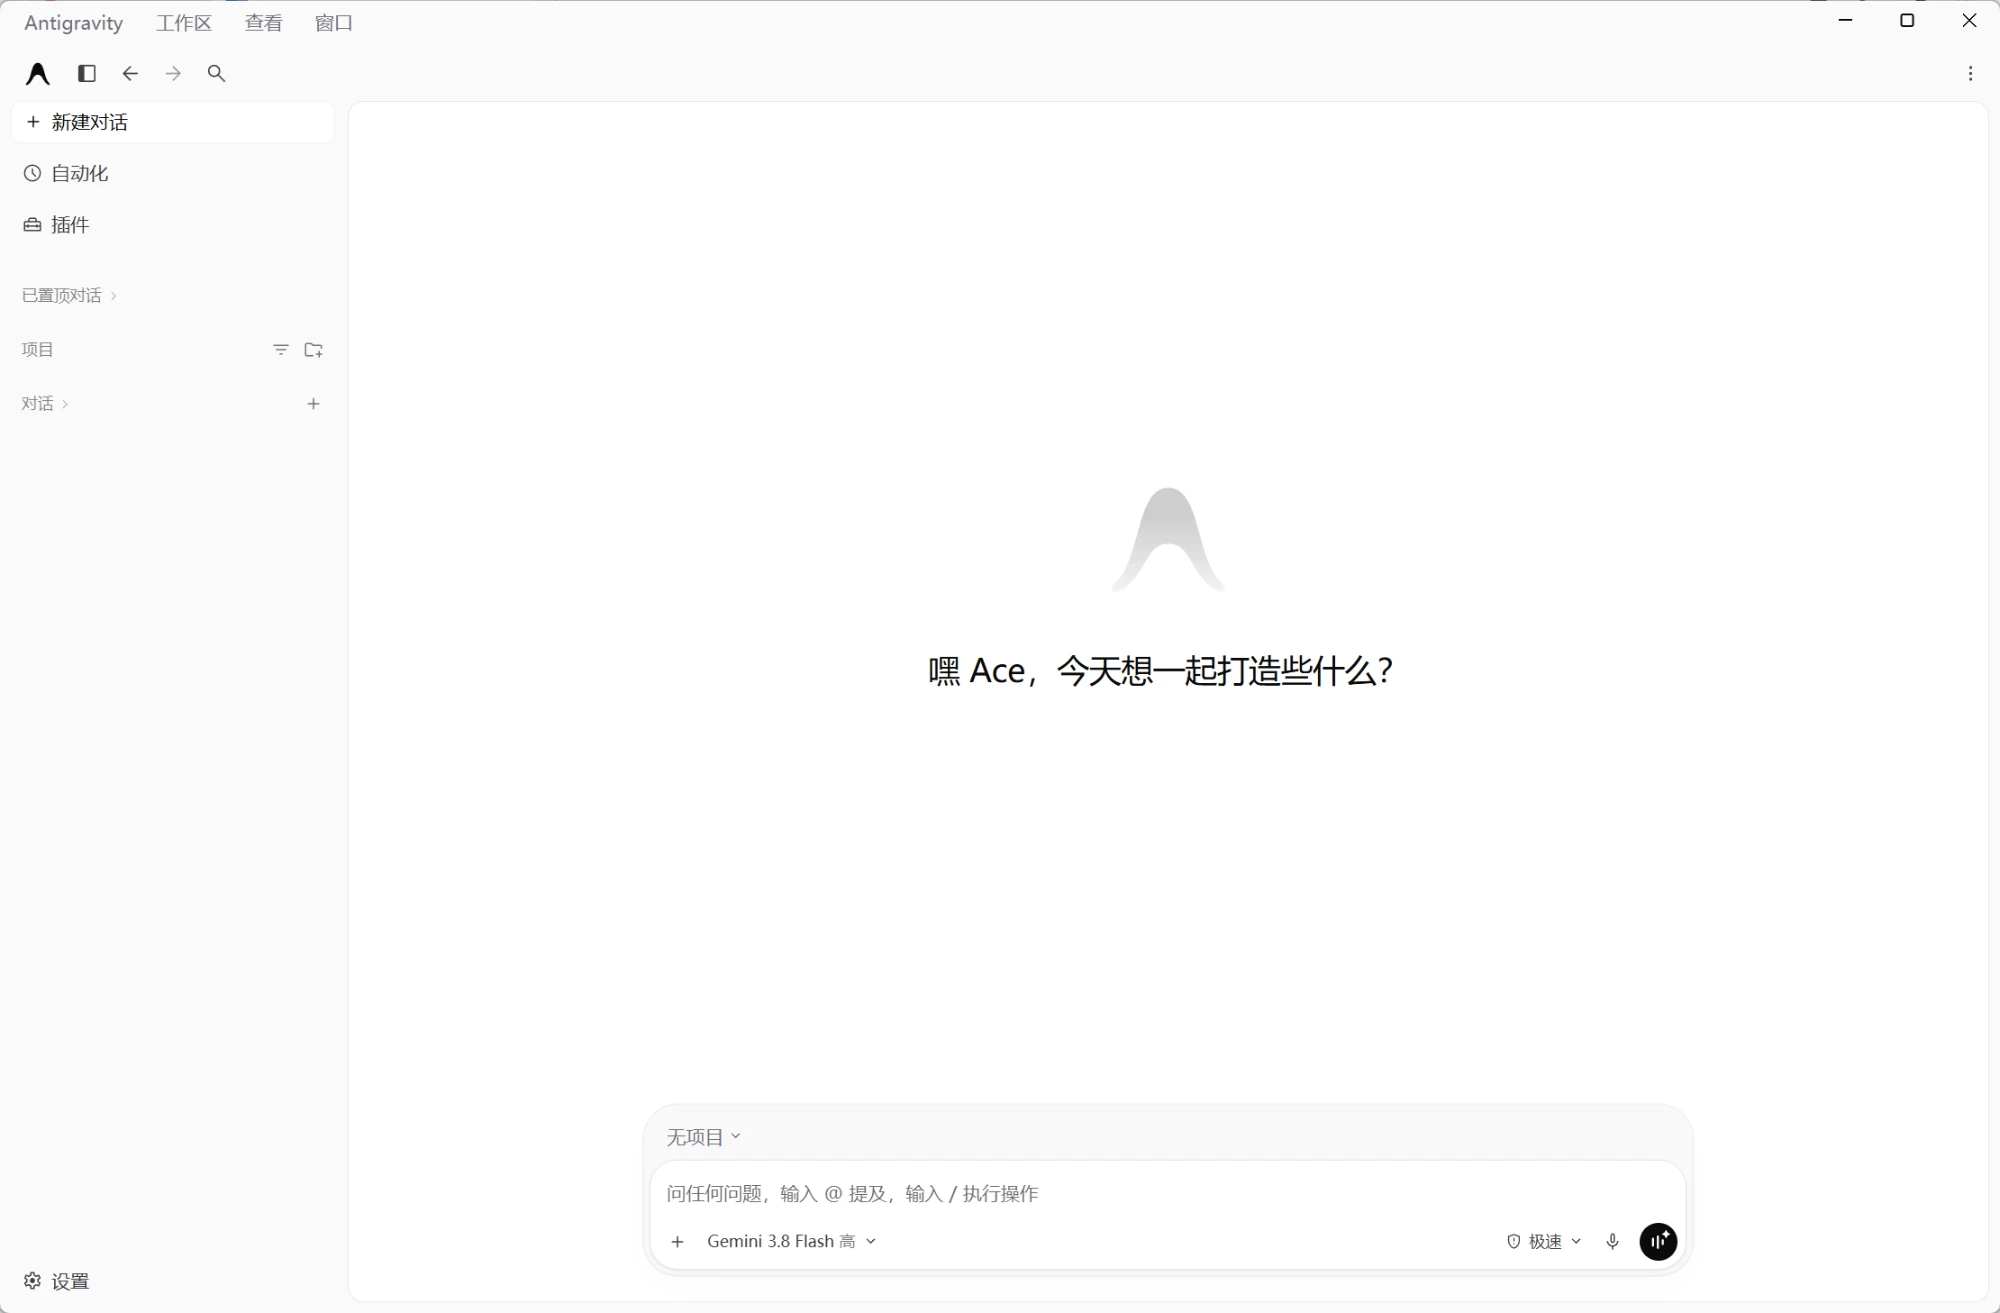 Antigravity 工作区 查看 窗口
新建对话
自动化
插件
已置顶对话
项目
对话
嘿 Ace，今天想一起打造些什么？
无项目
问任何问题，输入 @ 提及，输入 / 执行操作
Gemini 3.8 Flash 高 极速
设置